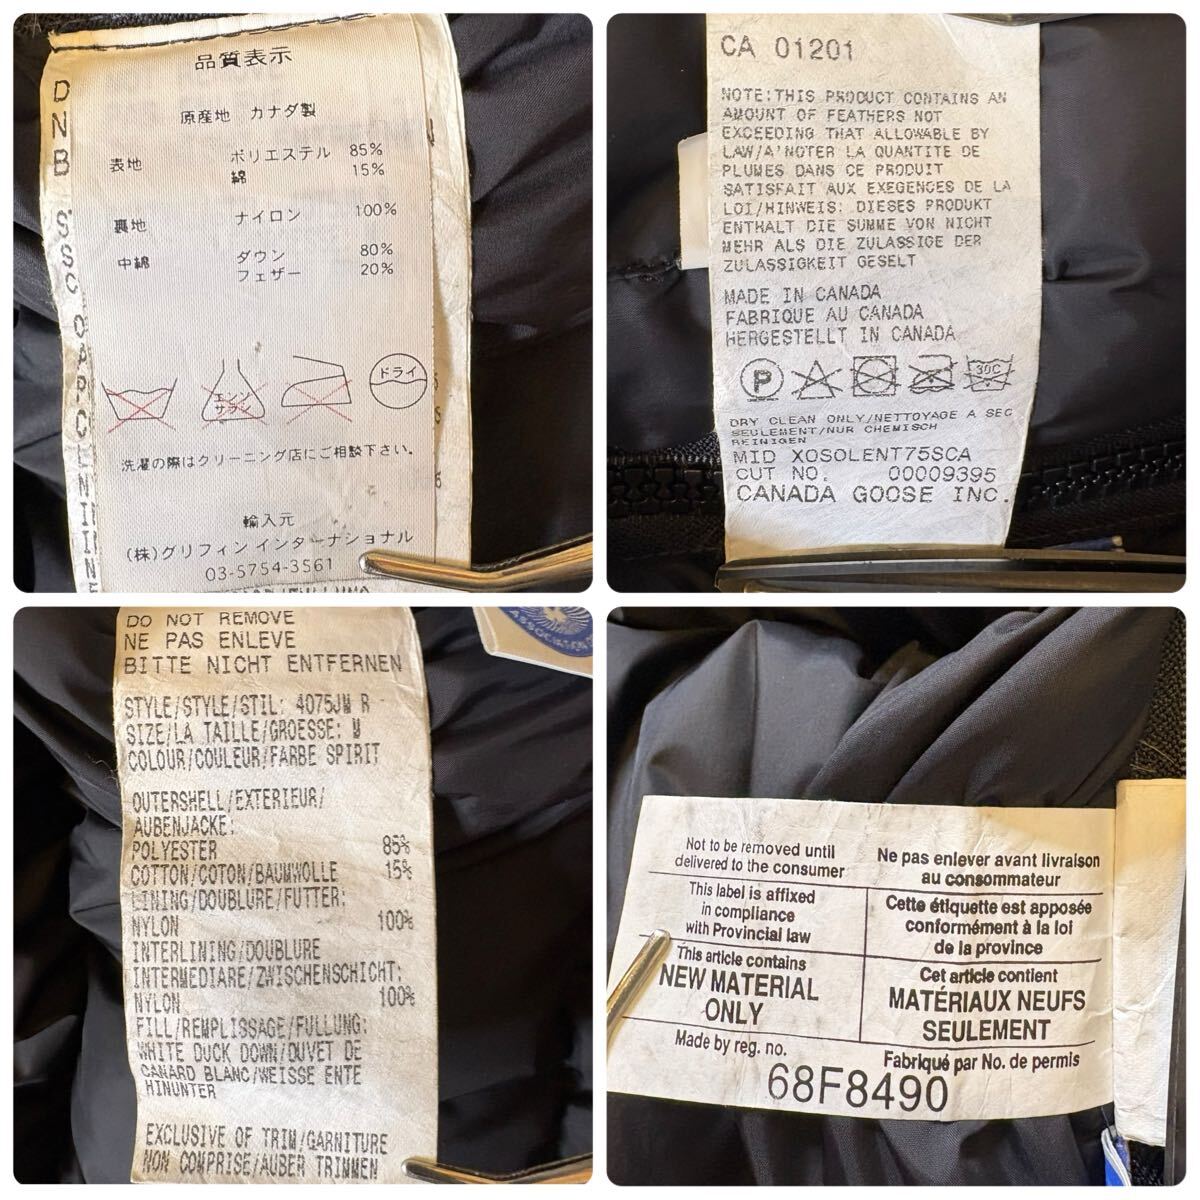 品質表示
原産地 カナダ製
表地 ポリエステル 85%
綿 15%
裏地 ナイロン 100%
中綿 ダウン 80%
フェザー 20%
エンソ
サラシ
ドライ
洗濯の際はクリーニング店にご相談下さい。
輸入元
(株)グリフィン インターナショナル
03-5754-3561
CA 01201
NOTE:THIS PRODUCT CONTAINS AN
AMOUNT OF FEATHERS NOT
EXCEEDING THAT ALLOWABLE BY
LAW/A'NOTER LA QUANTITE DE
PLUMES DANS CE PRODUIT
SATISFAIT AUX EXEGENCES DE LA
LOI/HINWEIS: DIESES PRODUKT
ENTHALT DIE SUMME VON NICHT
MEHR ALS DIE ZULASSIGE DER
ZULASSIGKEIT GESELT
MADE IN CANADA
FABRIQUE AU CANADA
HERGESTELLT IN CANADA
P
30C
DRY CLEAN ONLY/NETTOYAGE A SEC
SEULEMENT/NUR CHEMISCH
REINIGEN
MID XOSOLENT75SCA
CUT NO. 00009395
CANADA GOOSE INC.
DO NOT REMOVE
NE PAS ENLEVE
BITTE NICHT ENTFERNEN
STYLE/STYLE/STIL: 4075JM R
SIZE/LA TAILLE/GROESSE: M
COLOUR/COULEUR/FARBE SPIRIT
OUTERSHELL/EXTERIEUR/
AUBENJACKE:
POLYESTER 85%
COTTON/COTON/BAUMWOLLE 15%
LINING/DOUBLURE/FUTTER:
NYLON 100%
INTERLINING/DOUBLURE
INTERMEDIARE/ZWISCHENSCHICHT:
NYLON 100%
FILL/REMPLISSAGE/FULLUNG:
WHITE DUCK DOWN/DUVET DE
CANARD BLANC/WEISSE ENTE
HINUNTER
EXCLUSIVE OF TRIM/GARNITURE
NON COMPRISE/AUBER TRIMMEN
ASSOCIATION
Not to be removed until
delivered to the consumer
Ne pas enlever avant livraison
au consommateur
This label is affixed
in compliance
with Provincial law
Cette étiquette est apposée
conformément à la loi
de la province
This article contains
NEW MATERIAL
ONLY
Cet article contient
MATÉRIAUX NEUFS
SEULEMENT
Made by reg. no.
Fabriqué par No. de permis
68F8490